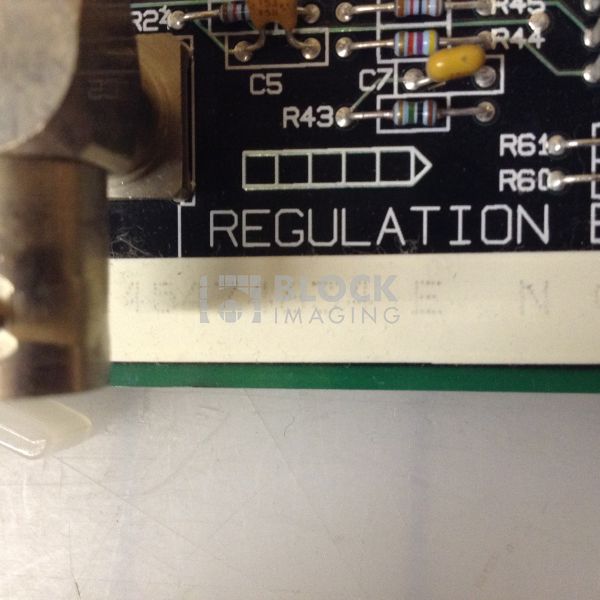 R24
R45
R44
C5
C7
R43
R61
R60
REGULATION
BLOCK
IMAGING